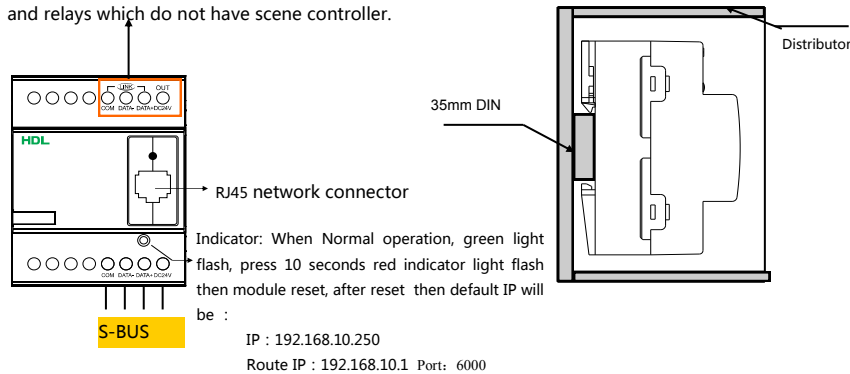 and relays which do not have scene controller.
Distributor
LINK OUT
COM DATA- DATA+ DC24V
35mm DIN
HDL
RJ45 network connector
Indicator: When Normal operation, green light
flash, press 10 seconds red indicator light flash
then module reset, after reset then default IP will
be :
COM DATA- DATA+ DC24V
S-BUS
IP : 192.168.10.250
Route IP : 192.168.10.1 Port: 6000